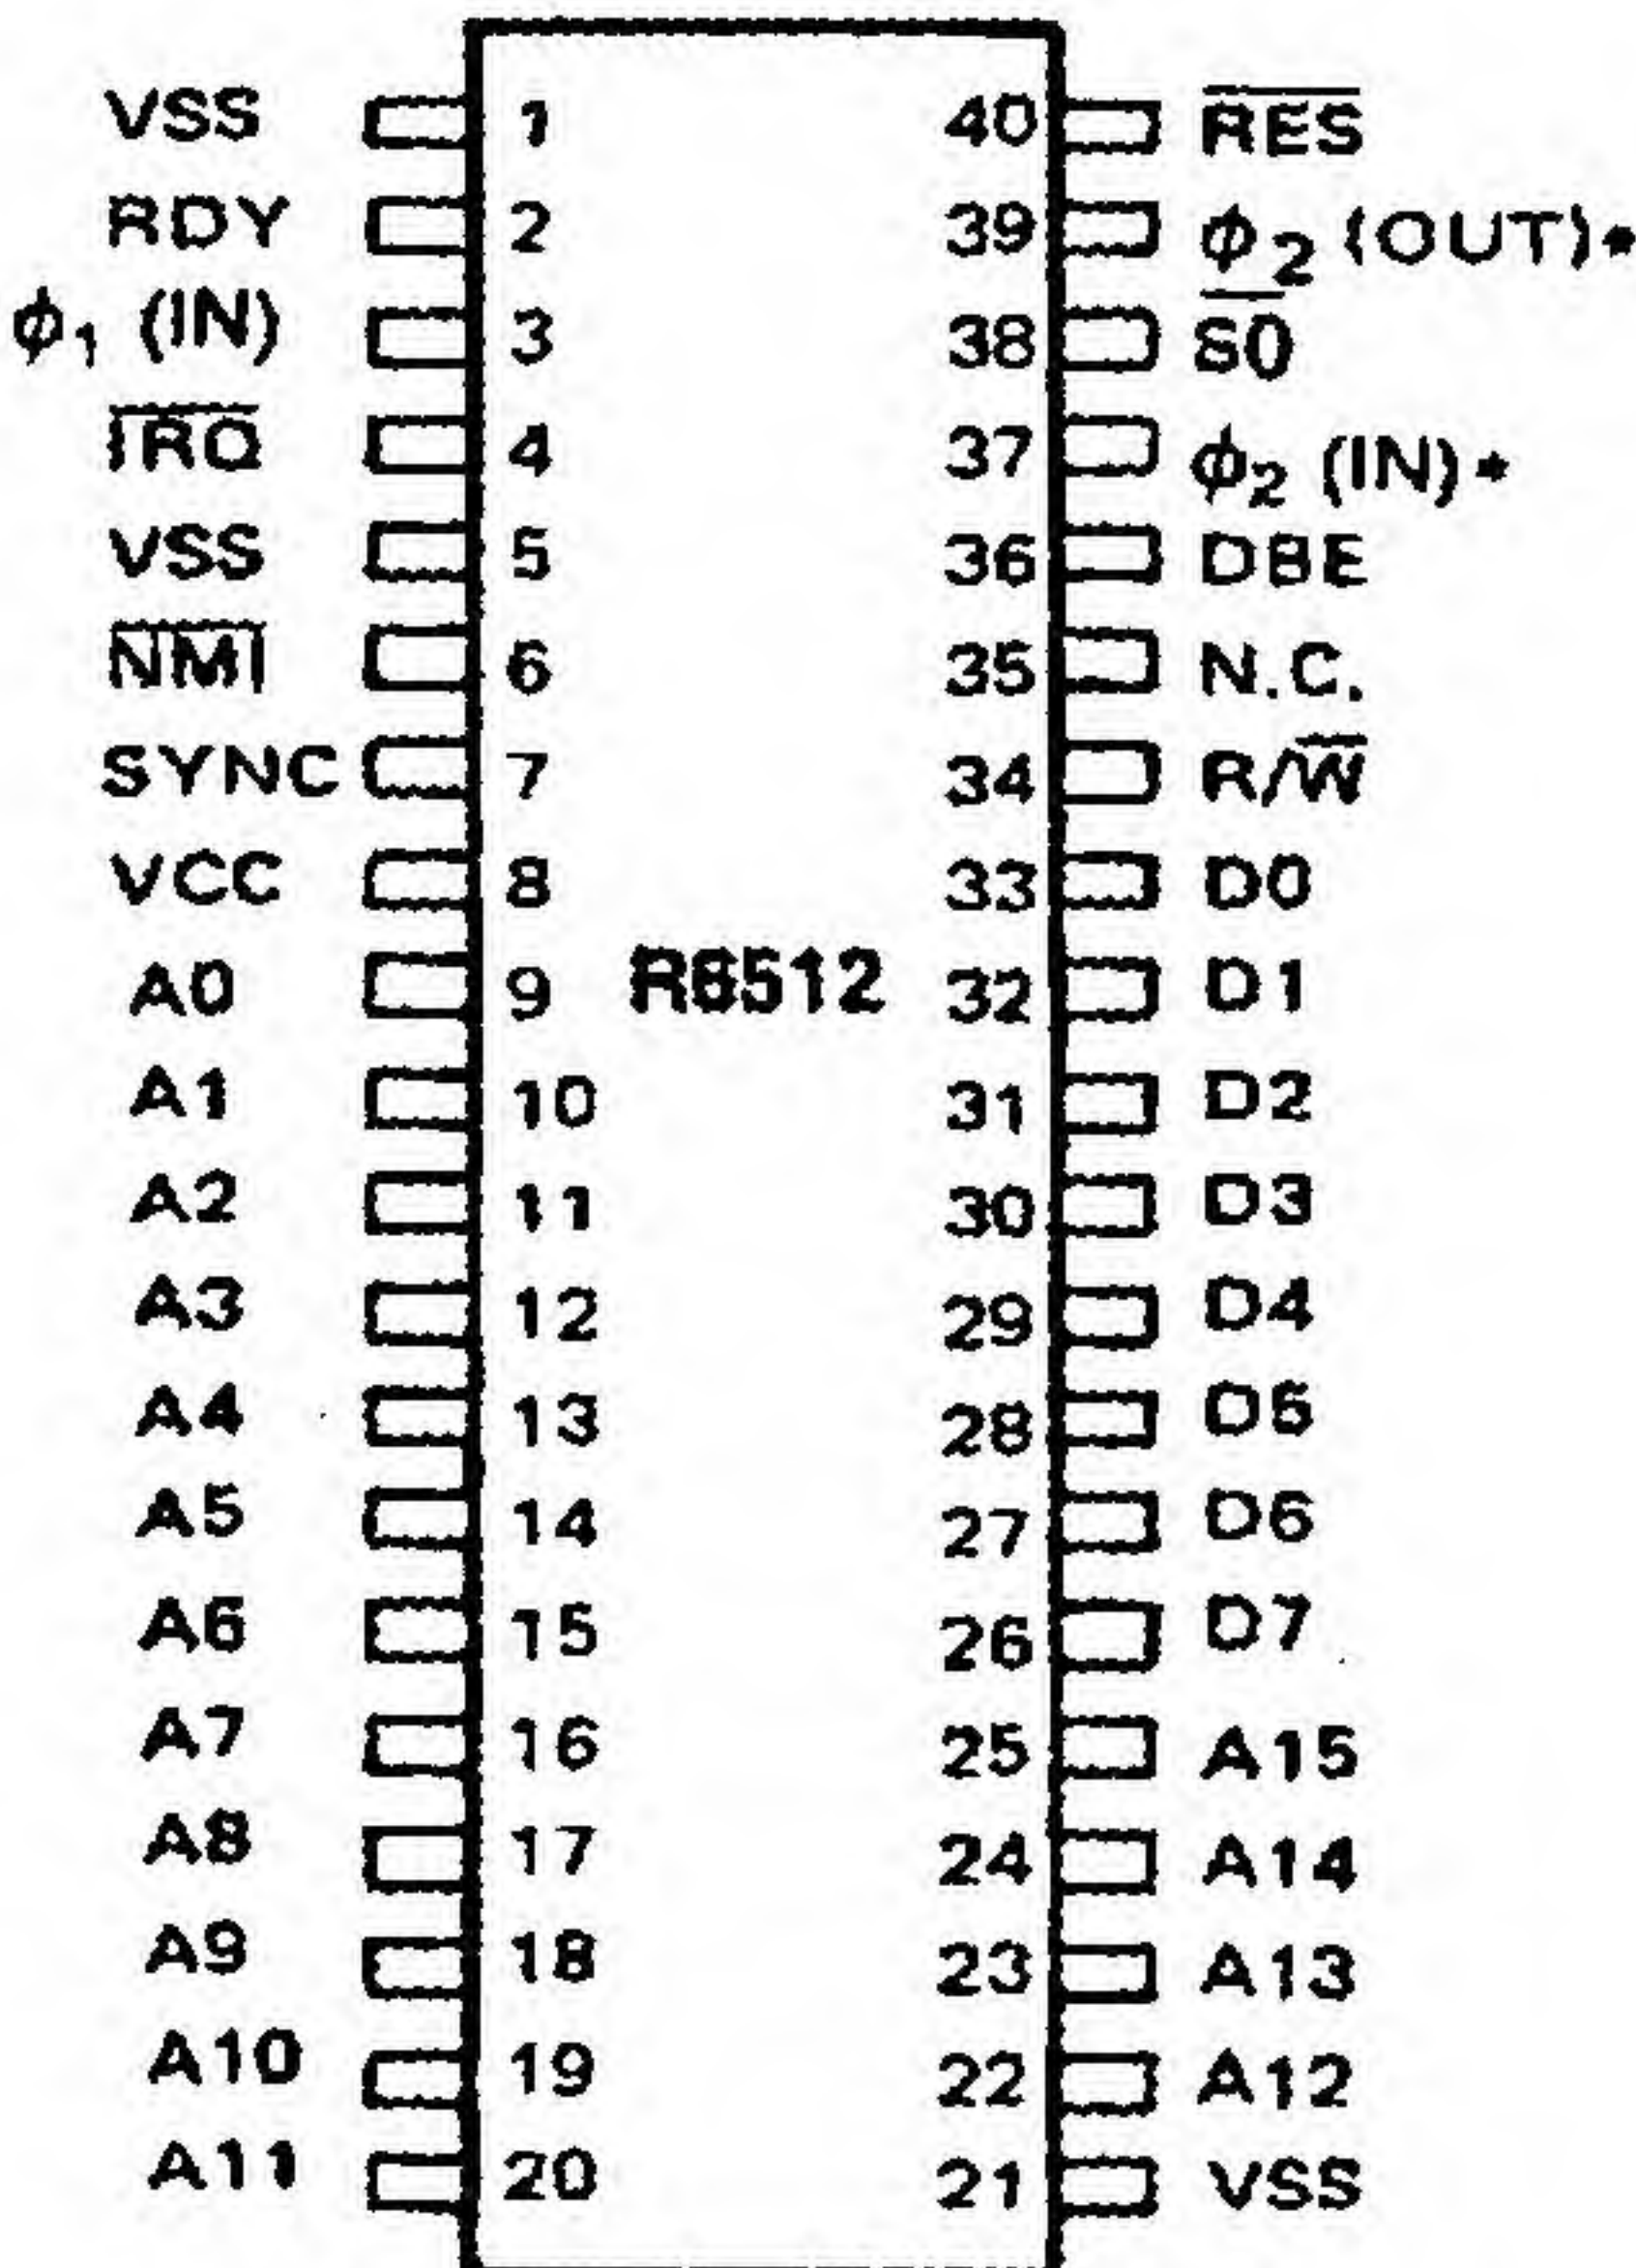 VSS 1 40 R̅E̅S̅
RDY 2 39 ϕ₂ (OUT)*
ϕ₁ (IN) 3 38 S̅O̅
I̅R̅Q̅ 4 37 ϕ₂ (IN)*
VSS 5 36 DBE
N̅M̅I̅ 6 35 N.C.
SYNC 7 34 R/W̅
VCC 8 33 D0
A0 9 R6512 32 D1
A1 10 31 D2
A2 11 30 D3
A3 12 29 D4
A4 13 28 D5
A5 14 27 D6
A6 15 26 D7
A7 16 25 A15
A8 17 24 A14
A9 18 23 A13
A10 19 22 A12
A11 20 21 VSS